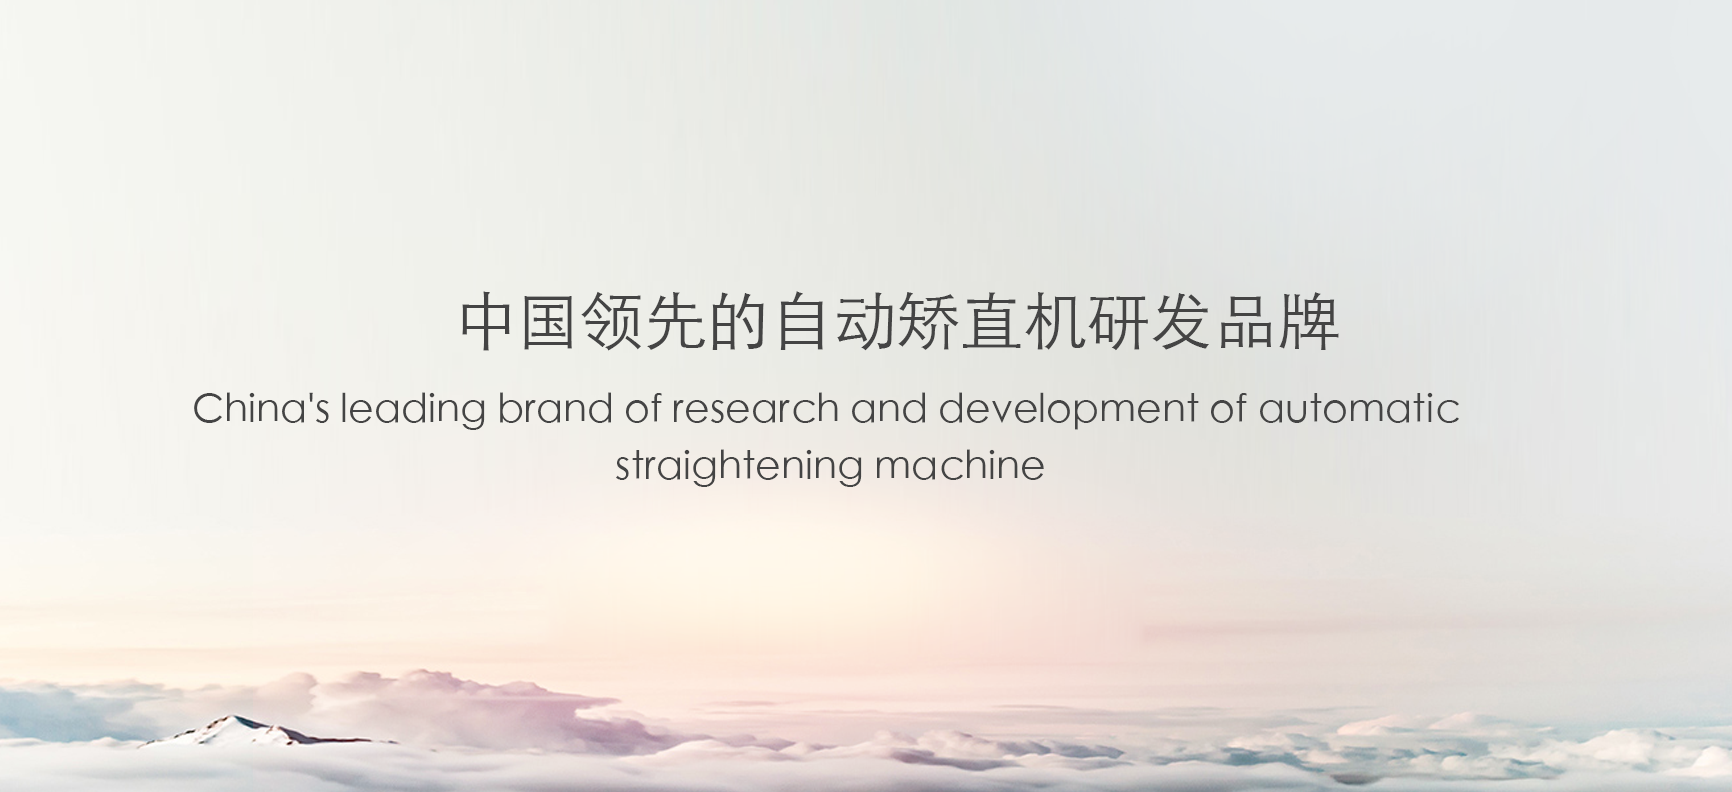 中国领先的自动矫直机研发品牌
China's leading brand of research and development of automatic
straightening machine